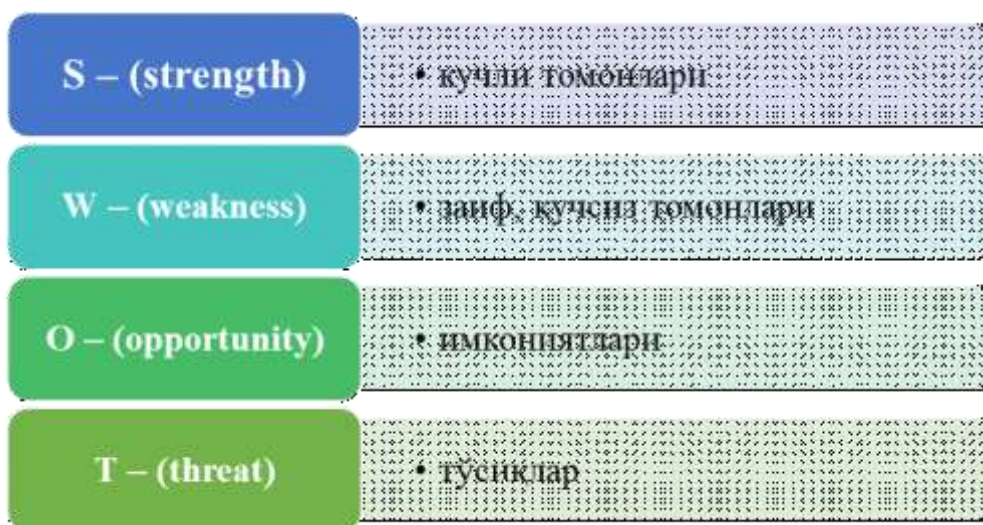 S – (strength)
• кучли томонлари
W – (weakness)
• заиф, кучсиз томонлари
O – (opportunity)
• имкониятлари
T – (threat)
• тўсиқлар